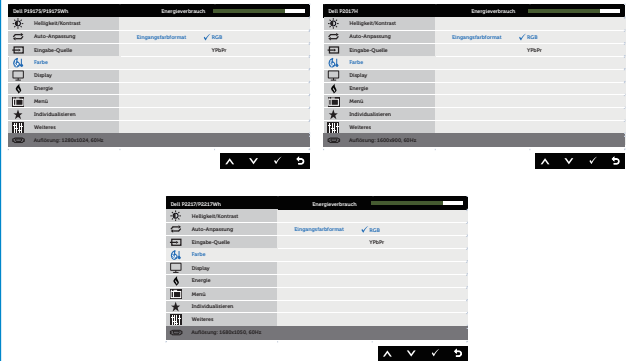 Dell P1917S/P1917SWh Energieverbrauch
Helligkeit/Kontrast
Auto-Anpassung Eingangsfarbformat ✓ RGB
Eingabe-Quelle YPbPr
Farbe
Display
Energie
Menü
Individualisieren
Weiteres
Auflösung: 1280x1024, 60Hz
Dell P2017H Energieverbrauch
Helligkeit/Kontrast
Auto-Anpassung Eingangsfarbformat ✓ RGB
Eingabe-Quelle YPbPr
Farbe
Display
Energie
Menü
Individualisieren
Weiteres
Auflösung: 1600x900, 60Hz
Dell P2217/P2217Wh Energieverbrauch
Helligkeit/Kontrast
Auto-Anpassung Eingangsfarbformat ✓ RGB
Eingabe-Quelle YPbPr
Farbe
Display
Energie
Menü
Individualisieren
Weiteres
Auflösung: 1680x1050, 60Hz